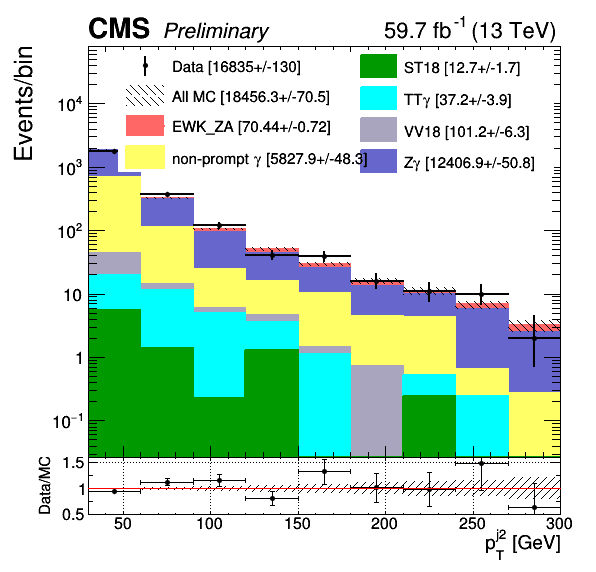 CMS Preliminary 59.7 fb⁻¹ (13 TeV)
Events/bin
Data [16835+/-130]
All MC [18456.3+/-70.5]
EWK_ZA [70.44+/-0.72]
non-prompt γ [5827.9+/-48.3]
ST18 [12.7+/-1.7]
TTγ [37.2+/-3.9]
VV18 [101.2+/-6.3]
Zγ [12406.9+/-50.8]
10⁴
10³
10²
10
1
10⁻¹
Data/MC
1.5
1
0.5
50 100 150 200 250 300
p_T^j2 [GeV]